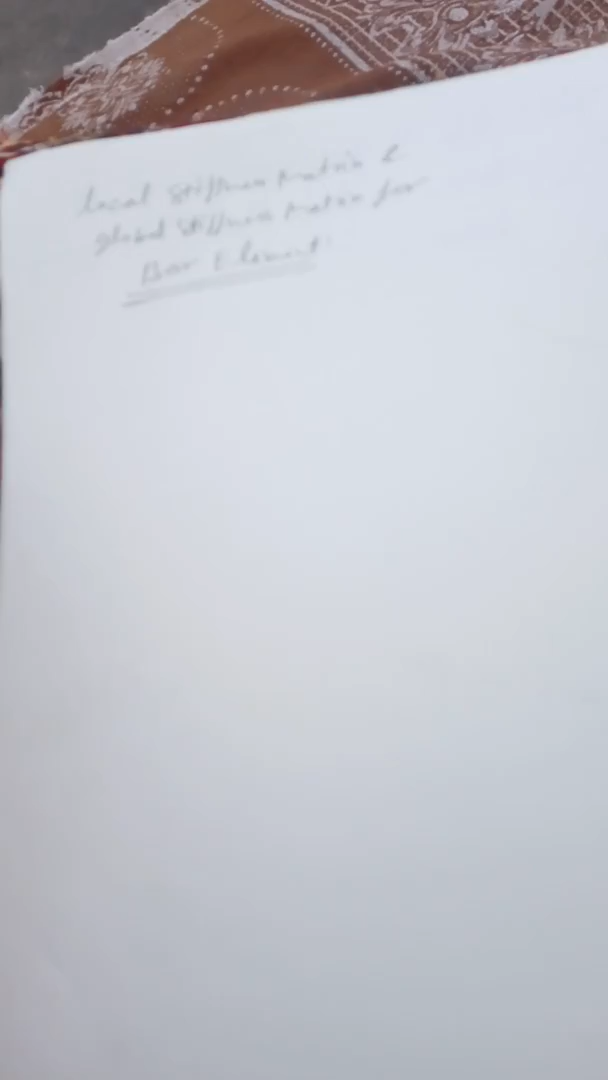 local stiffness Matrix &
global stiffness Matrix for
Bar Element